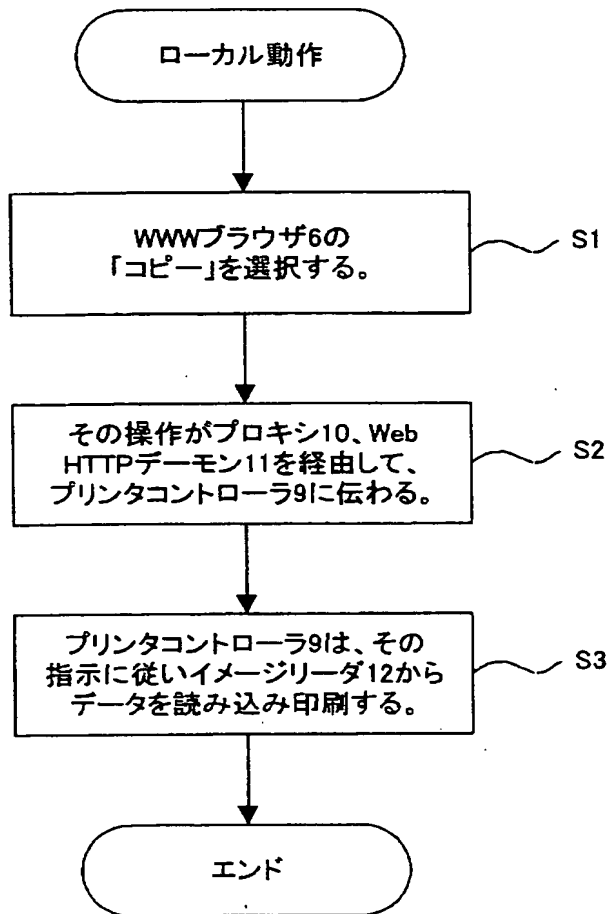 ローカル動作
WWWブラウザ6の
「コピー」を選択する。
S1
その操作がプロキシ10、Web
HTTPデーモン11を経由して、
プリンタコントローラ9に伝わる。
S2
プリンタコントローラ9は、その
指示に従いイメージリーダ12から
データを読み込み印刷する。
S3
エンド